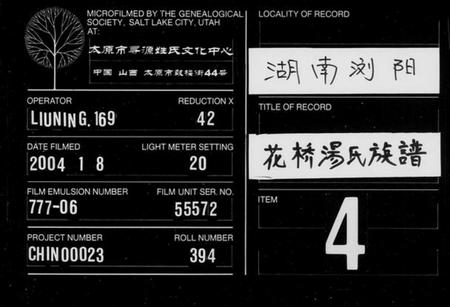 MICROFILMED BY THE GENEALOGICAL
SOCIETY, SALT LAKE CITY, UTAH
AT:
太原市寻源姓氏文化中心
中国 山西 太原市鼓楼街44号
OPERATOR
LIUNING, 169
REDUCTION X
42
DATE FILMED
2004 1 8
LIGHT METER SETTING
20
FILM EMULSION NUMBER
777-06
FILM UNIT SER. NO.
55572
PROJECT NUMBER
CHIN00023
ROLL NUMBER
394
LOCALITY OF RECORD
湖南浏阳
TITLE OF RECORD
花桥湯氏族譜
ITEM
4